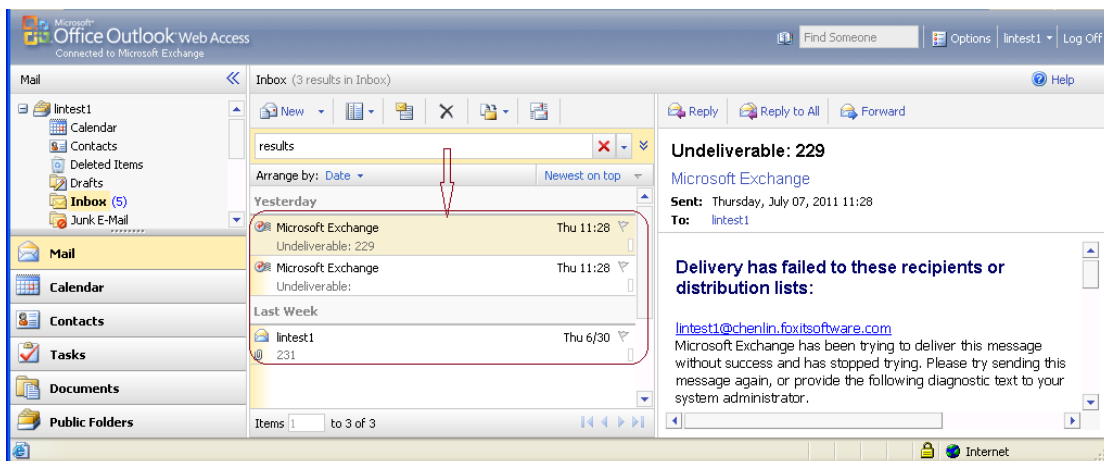 Microsoft®
Office Outlook Web Access
Connected to Microsoft Exchange
Find Someone
Options
lintest1
Log Off
Mail
lintest1
Calendar
Contacts
Deleted Items
Drafts
Inbox (5)
Junk E-Mail
Mail
Calendar
Contacts
Tasks
Documents
Public Folders
Inbox (3 results in Inbox)
Help
New
results
Arrange by: Date
Newest on top
Yesterday
Microsoft Exchange Thu 11:28
Undeliverable: 229
Microsoft Exchange Thu 11:28
Undeliverable:
Last Week
lintest1 Thu 6/30
231
Items 1 to 3 of 3
Reply
Reply to All
Forward
Undeliverable: 229
Microsoft Exchange
Sent: Thursday, July 07, 2011 11:28
To: lintest1
Delivery has failed to these recipients or
distribution lists:
lintest1@chenlin.foxitsoftware.com
Microsoft Exchange has been trying to deliver this message
without success and has stopped trying. Please try sending this
message again, or provide the following diagnostic text to your
system administrator.
Internet